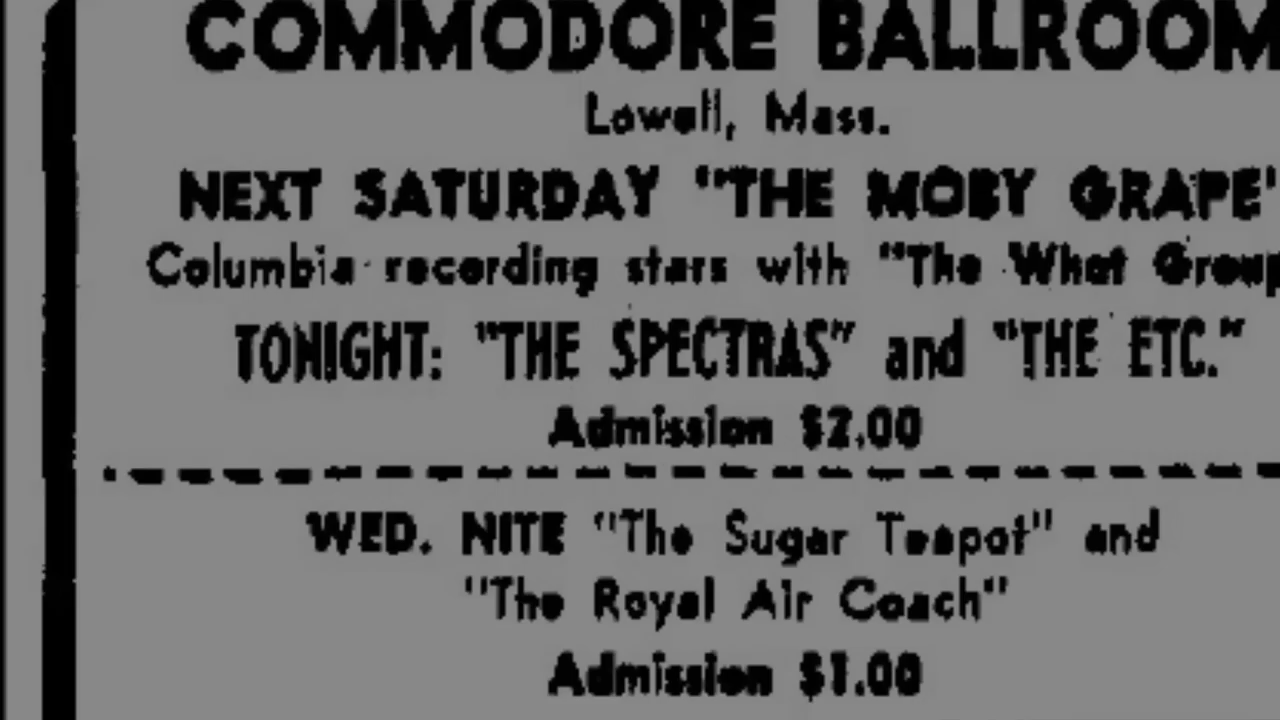 COMMODORE BALLROOM
Lowell, Mass.
NEXT SATURDAY "THE MOBY GRAPE"
Columbia recording stars with "The What Group
TONIGHT: "THE SPECTRAS" and "THE ETC."
Admission $2.00
WED. NITE "The Sugar Teapot" and
"The Royal Air Coach"
Admission $1.00